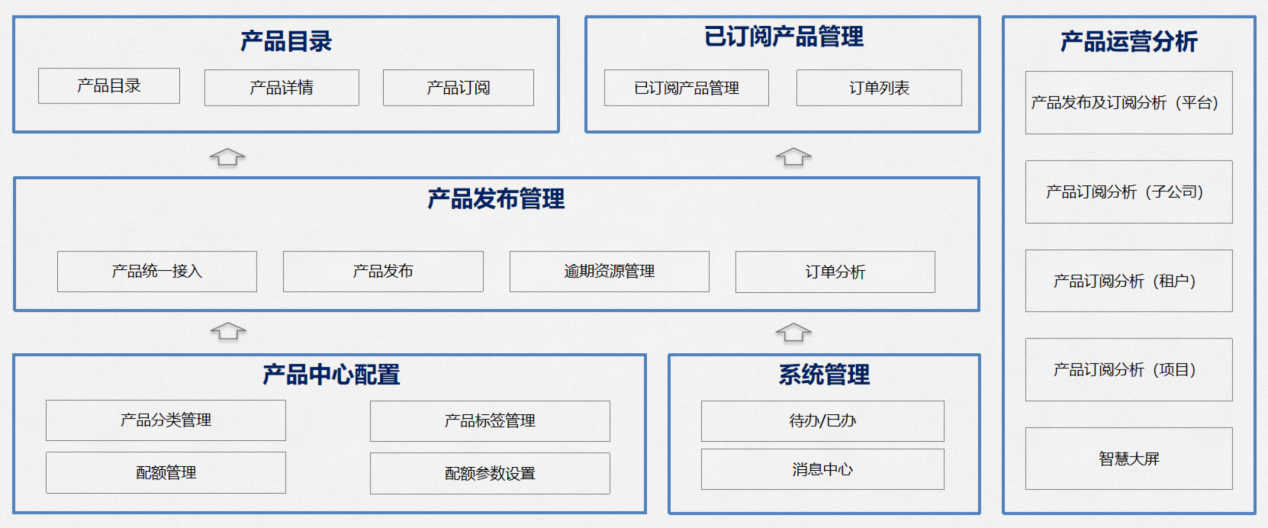 产品目录
产品目录
产品详情
产品订阅
已订阅产品管理
已订阅产品管理
订单列表
产品运营分析
产品发布及订阅分析（平台）
产品订阅分析（子公司）
产品订阅分析（租户）
产品订阅分析（项目）
智慧大屏
产品发布管理
产品统一接入
产品发布
逾期资源管理
订单分析
产品中心配置
产品分类管理
产品标签管理
配额管理
配额参数设置
系统管理
待办/已办
消息中心